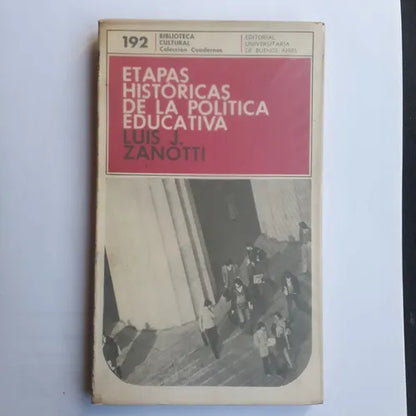 192
BIBLIOTECA
CULTURAL
Colección Cuadernos
EDITORIAL
UNIVERSITARIA
DE BUENOS AIRES
ETAPAS
HISTORICAS
DE LA POLITICA
EDUCATIVA
LUIS J.
ZANOTTI